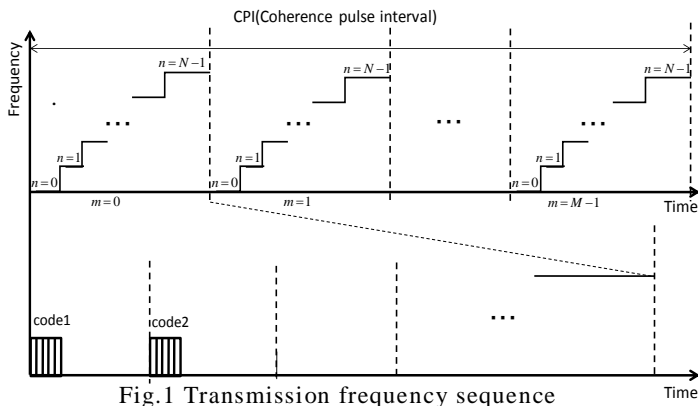 CPI(Coherence pulse interval)
Frequency
n=N−1
n=N−1
n=N−1
...
...
...
...
n=1
n=1
n=1
n=0
n=0
n=0
m=0
m=1
m=M−1
Time
...
code1
code2
Time
Fig.1 Transmission frequency sequence